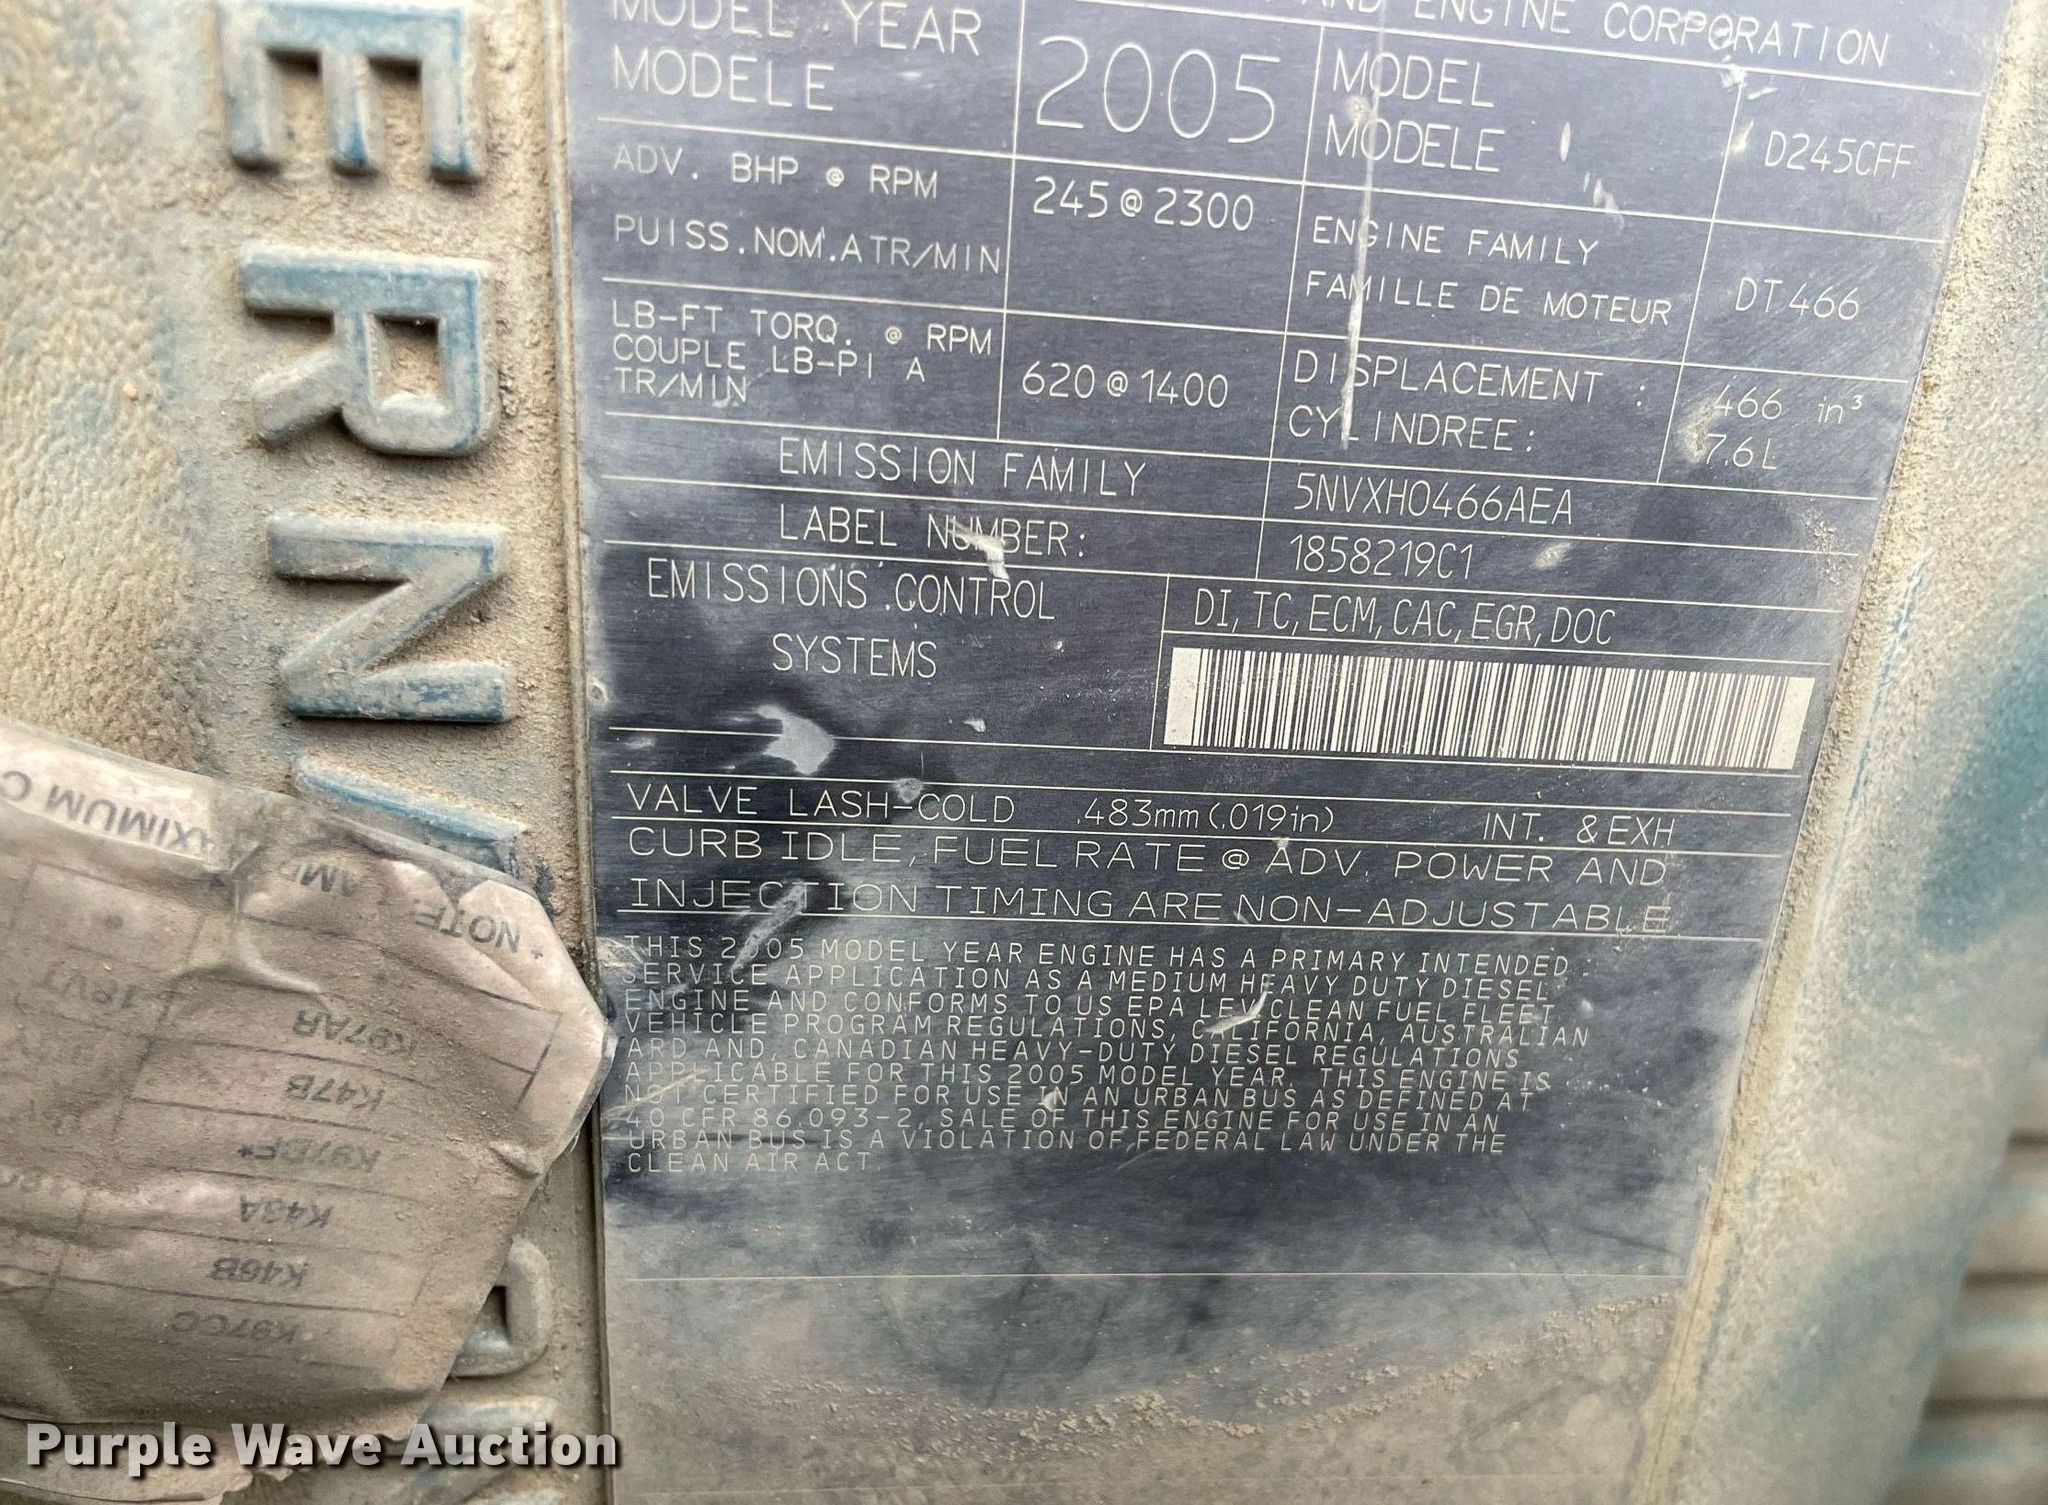 ENGINE CORPORATION
MODEL YEAR
MODELE
2005
MODEL
MODELE
D245CFF
ADV. BHP @ RPM
PUISS.NOM.A TR/MIN
245@2300
ENGINE FAMILY
FAMILLE DE MOTEUR
DT466
LB-FT TORQ. @ RPM
COUPLE LB-PI A
TR/MIN
620@1400
DISPLACEMENT :
CYLINDREE:
466 in³
7.6L
EMISSION FAMILY
5NVXH0466AEA
LABEL NUMBER:
1858219C1
EMISSIONS CONTROL
SYSTEMS
DI,TC,ECM,CAC,EGR,DOC
VALVE LASH-COLD .483mm(.019in) INT. & EXH
CURB IDLE, FUEL RATE @ ADV. POWER AND
INJECTION TIMING ARE NON-ADJUSTABLE
THIS 2005 MODEL YEAR ENGINE HAS A PRIMARY INTENDED
SERVICE APPLICATION AS A MEDIUM HEAVY DUTY DIESEL
ENGINE AND CONFORMS TO US EPA LEV CLEAN FUEL FLEET
VEHICLE PROGRAM REGULATIONS, CALIFORNIA, AUSTRALIAN
ARD AND, CANADIAN HEAVY-DUTY DIESEL REGULATIONS
APPLICABLE FOR THIS 2005 MODEL YEAR. THIS ENGINE IS
NOT CERTIFIED FOR USE IN AN URBAN BUS AS DEFINED AT
40 CFR 86.093-2, SALE OF THIS ENGINE FOR USE IN AN
URBAN BUS IS A VIOLATION OF FEDERAL LAW UNDER THE
CLEAN AIR ACT.
ERNA
* NOTE:
K97AR
K47B
K48A
K46B
K97CC
Purple Wave Auction